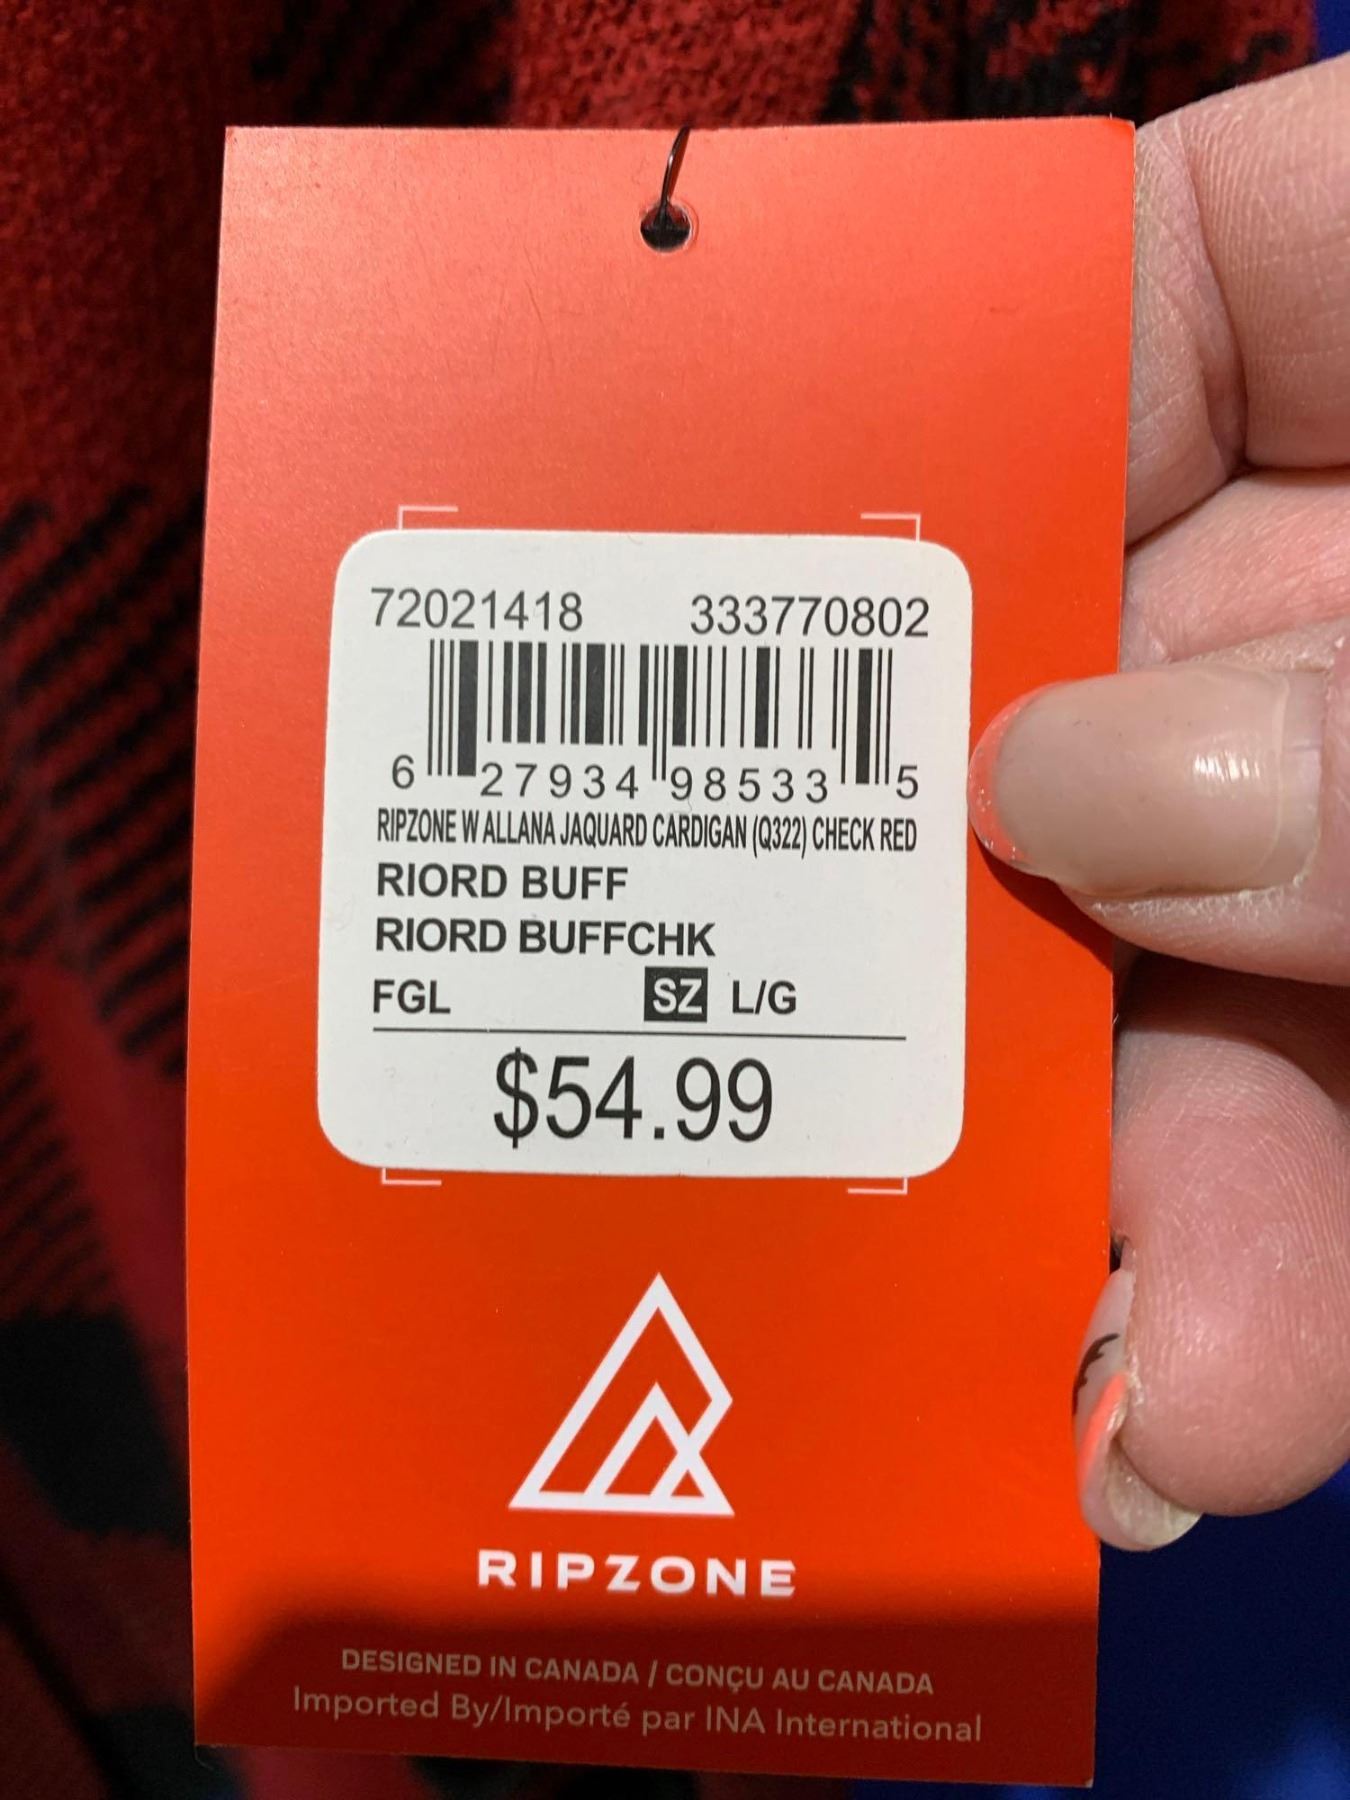 72021418 333770802
6 27934 98533 5
RIPZONE W ALLANA JAQUARD CARDIGAN (Q322) CHECK RED
RIORD BUFF
RIORD BUFFCHK
FGL SZ L/G
$54.99
RIPZONE
DESIGNED IN CANADA / CONÇU AU CANADA
Imported By/Importé par INA International